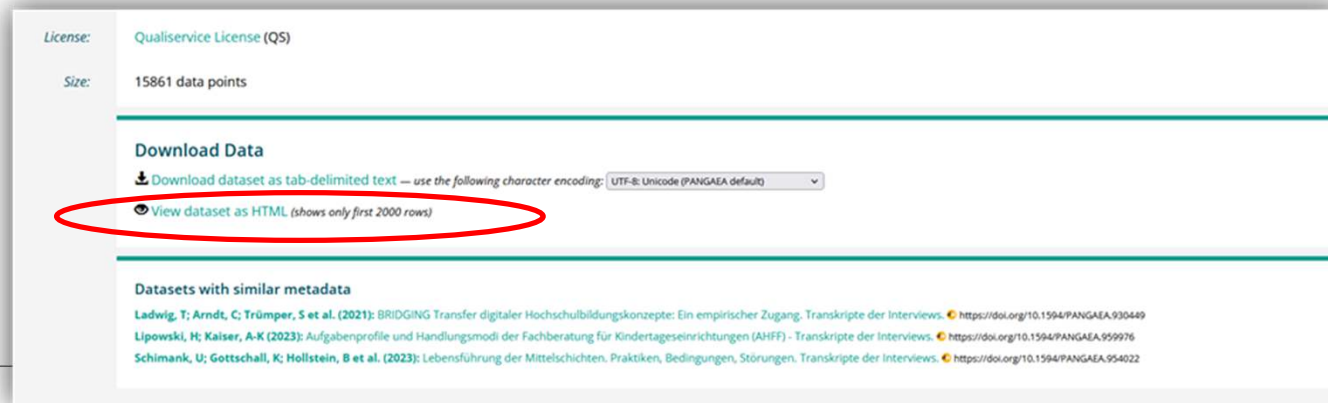 License: Qualiservice License (QS)
Size: 15861 data points
Download Data
Download dataset as tab-delimited text — use the following character encoding: UTF-8: Unicode (PANGAEA default)
View dataset as HTML (shows only first 2000 rows)
Datasets with similar metadata
Ladwig, T; Arndt, C; Trümper, S et al. (2021): BRIDGING Transfer digitaler Hochschulbildungskonzepte: Ein empirischer Zugang. Transkripte der Interviews. https://doi.org/10.1594/PANGAEA.930449
Lipowski, H; Kaiser, A-K (2023): Aufgabenprofile und Handlungsmodi der Fachberatung für Kindertageseinrichtungen (AHFF) - Transkripte der Interviews. https://doi.org/10.1594/PANGAEA.959976
Schimank, U; Gottschall, K; Hollstein, B et al. (2023): Lebensführung der Mittelschichten. Praktiken, Bedingungen, Störungen. Transkripte der Interviews. https://doi.org/10.1594/PANGAEA.954022